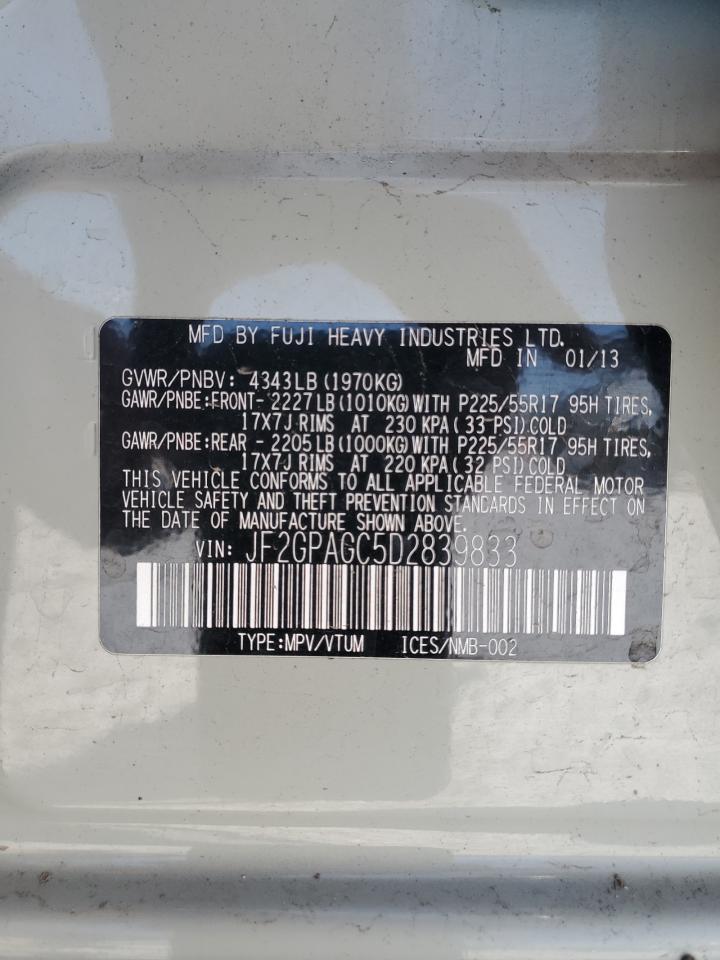 MFD BY FUJI HEAVY INDUSTRIES LTD.
MFD IN 01/13
GVWR/PNBV: 4343LB(1970KG)
GAWR/PNBE:FRONT- 2227LB(1010KG)WITH P225/55R17 95H TIRES,
17X7J RIMS AT 230 KPA(33 PSI)COLD
GAWR/PNBE:REAR - 2205LB(1000KG)WITH P225/55R17 95H TIRES,
17X7J RIMS AT 220 KPA(32 PSI)COLD
THIS VEHICLE CONFORMS TO ALL APPLICABLE FEDERAL MOTOR
VEHICLE SAFETY AND THEFT PREVENTION STANDARDS IN EFFECT ON
THE DATE OF MANUFACTURE SHOWN ABOVE.
VIN: JF2GPAGC5D2839833
TYPE:MPV/VTUM ICES/NMB-002